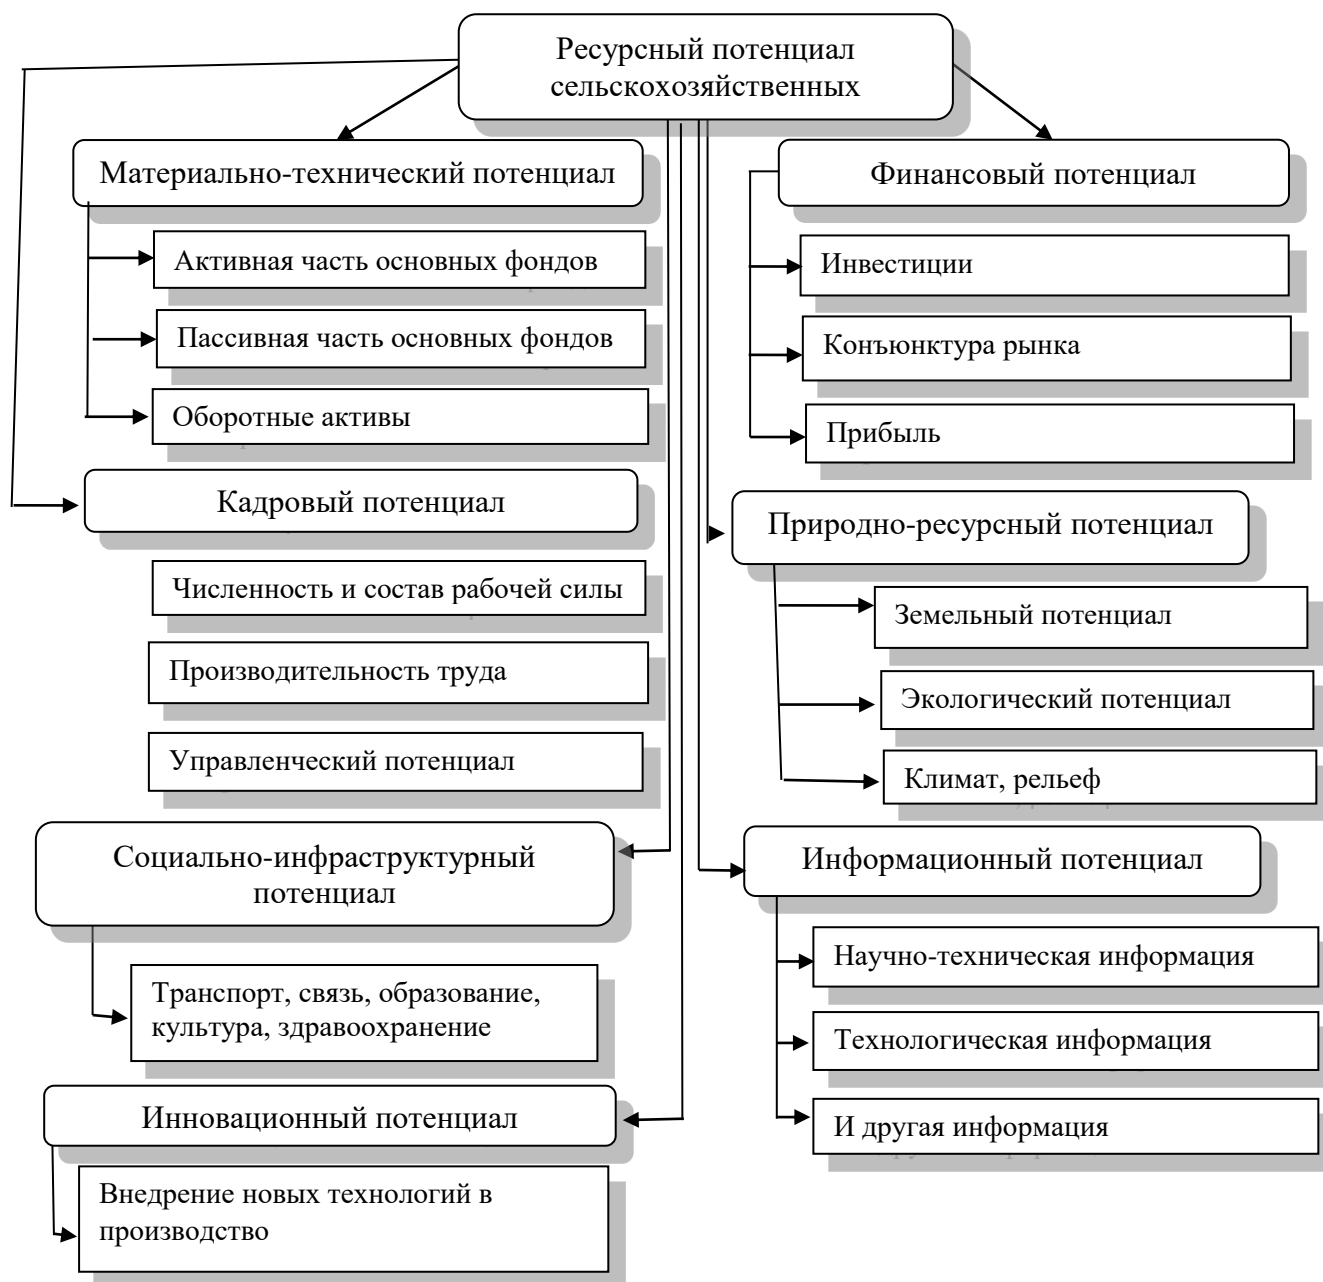 Ресурсный потенциал
сельскохозяйственных
Материально-технический потенциал
Активная часть основных фондов
Пассивная часть основных фондов
Оборотные активы
Кадровый потенциал
Численность и состав рабочей силы
Производительность труда
Управленческий потенциал
Социально-инфраструктурный
потенциал
Транспорт, связь, образование,
культура, здравоохранение
Инновационный потенциал
Внедрение новых технологий в
производство
Финансовый потенциал
Инвестиции
Конъюнктура рынка
Прибыль
Природно-ресурсный потенциал
Земельный потенциал
Экологический потенциал
Климат, рельеф
Информационный потенциал
Научно-техническая информация
Технологическая информация
И другая информация